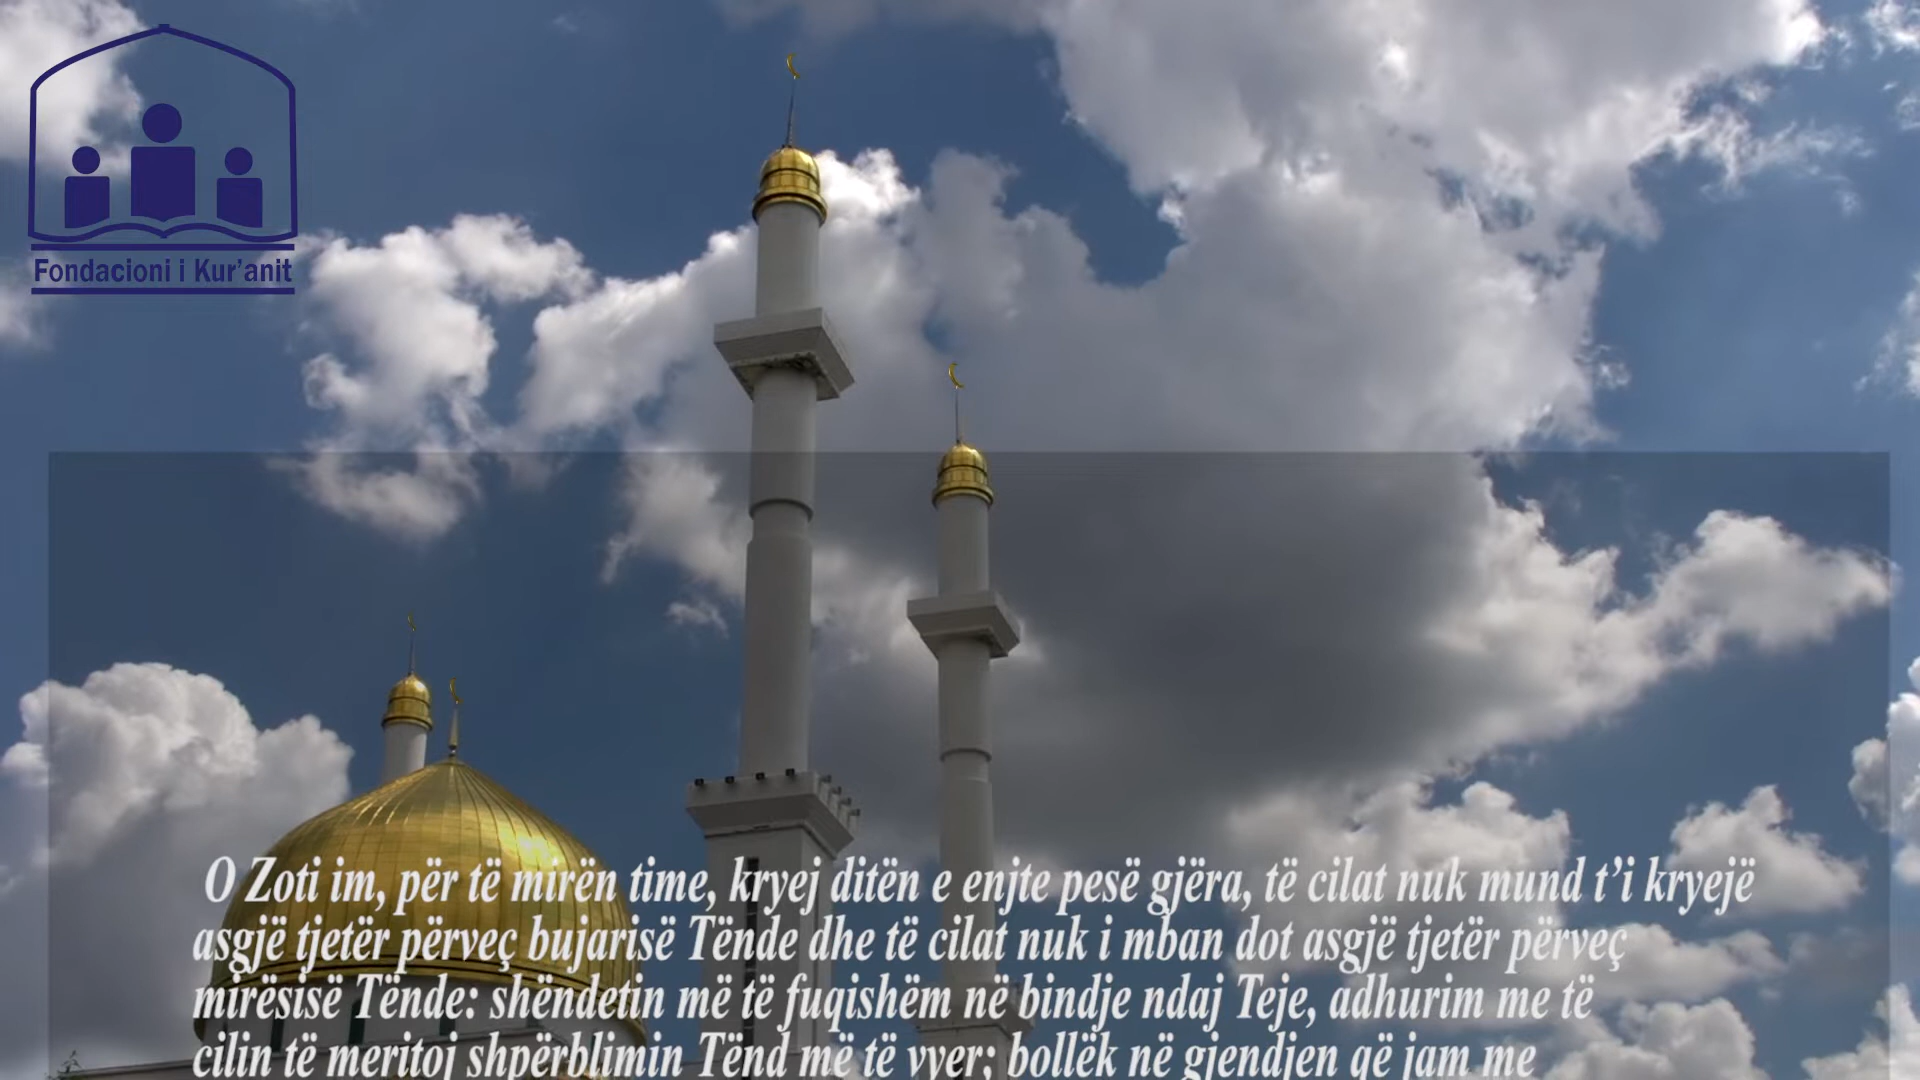 Fondacioni i Kur'anit
O Zoti im, për të mirën time, kryej ditën e enjte pesë gjëra, të cilat nuk mund t'i kryejë
asgjë tjetër përveç bujarisë Tënde dhe të cilat nuk i mban dot asgjë tjetër përveç
mirësisë Tënde: shëndetin më të fuqishëm në bindje ndaj Teje, adhurim me të
cilin të meritoj shpërblimin Tënd më të vyer; bollëk në gjendjen që jam me